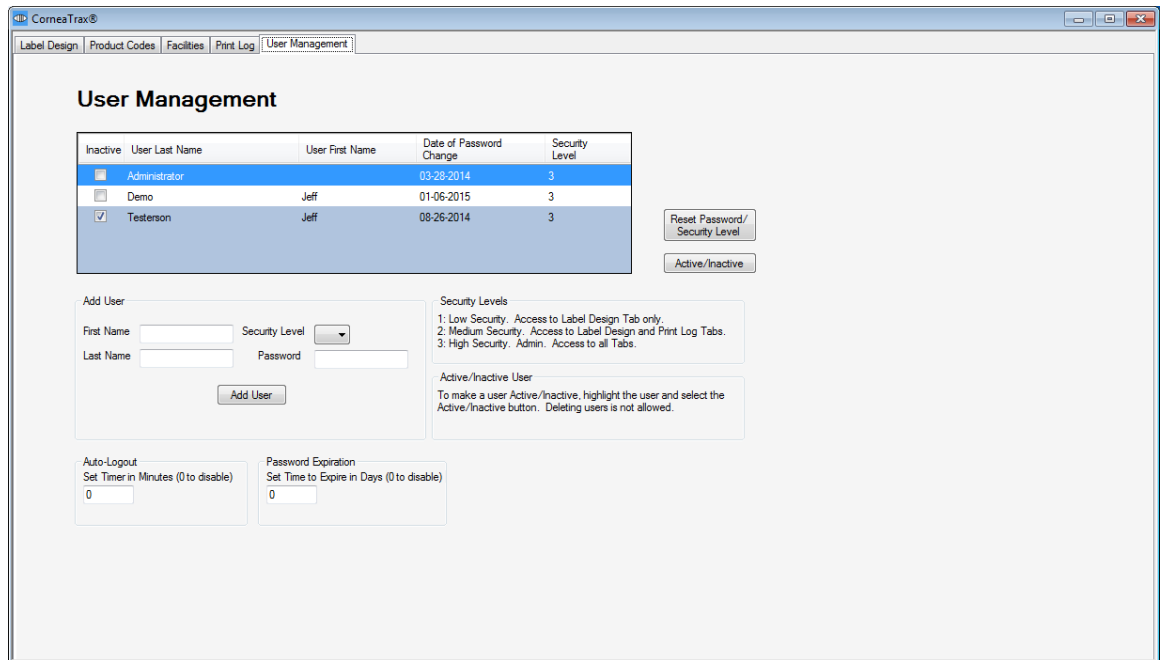 CorneaTrax®
Label Design Product Codes Facilities Print Log User Management
User Management
Inactive User Last Name User First Name Date of Password Change Security Level
Administrator 03-28-2014 3
Demo Jeff 01-06-2015 3
Testerson Jeff 08-26-2014 3
Reset Password/
Security Level
Active/Inactive
Add User
First Name Security Level
Last Name Password
Add User
Security Levels
1: Low Security. Access to Label Design Tab only.
2: Medium Security. Access to Label Design and Print Log Tabs.
3: High Security. Admin. Access to all Tabs.
Active/Inactive User
To make a user Active/Inactive, highlight the user and select the
Active/Inactive button. Deleting users is not allowed.
Auto-Logout
Set Timer in Minutes (0 to disable)
0
Password Expiration
Set Time to Expire in Days (0 to disable)
0